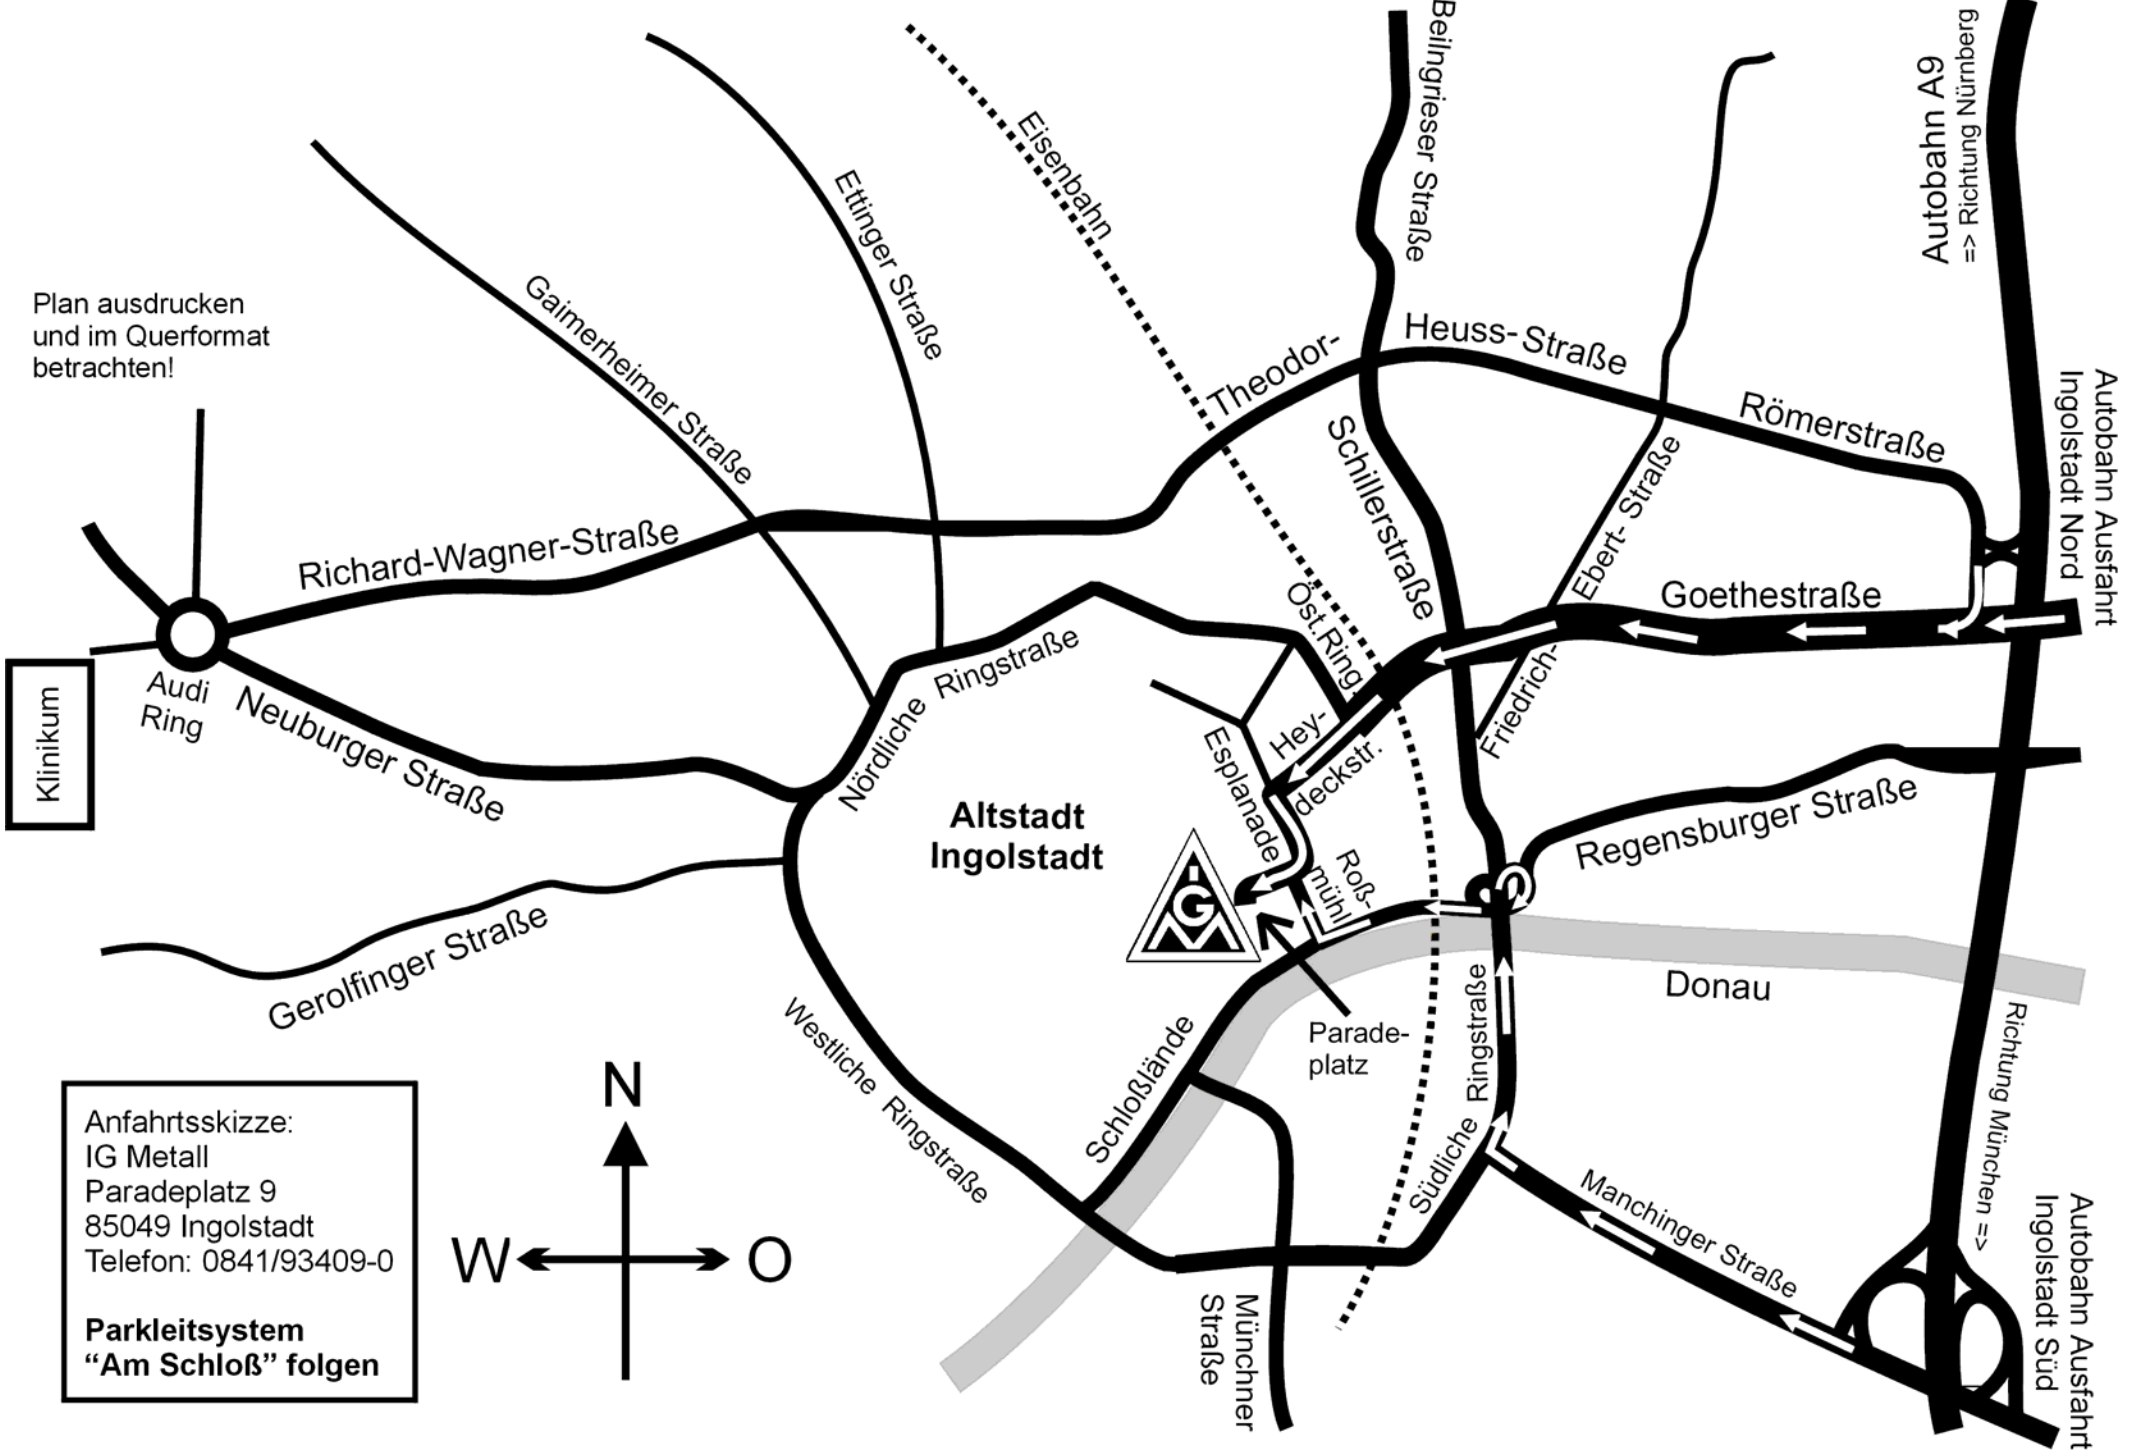 Beilngrieser Straße
Autobahn A9
=> Richtung Nürnberg
Eisenbahn
Ettinger Straße
Gaimerheimer Straße
Plan ausdrucken
und im Querformat
betrachten!
Theodor-
Heuss-Straße
Römerstraße
Autobahn Ausfahrt
Ingolstadt Nord
Schillerstraße
Ebert-Straße
Friedrich-
Goethestraße
Richard-Wagner-Straße
Öst.Ring.
Ringstraße
Nördliche
Audi
Ring
Klinikum
Neuburger Straße
Hey-
deckstr.
Esplanade
Altstadt
Ingolstadt
Regensburger Straße
Roß-
mühl
IGM
Gerolfinger Straße
Donau
Parade-
platz
Ringstraße
Südliche
Schloßlände
Westliche Ringstraße
Richtung München =>
Manchinger Straße
Autobahn Ausfahrt
Ingolstadt Süd
Münchner
Straße
N
W
O
Anfahrtsskizze:
IG Metall
Paradeplatz 9
85049 Ingolstadt
Telefon: 0841/93409-0
Parkleitsystem
“Am Schloß” folgen